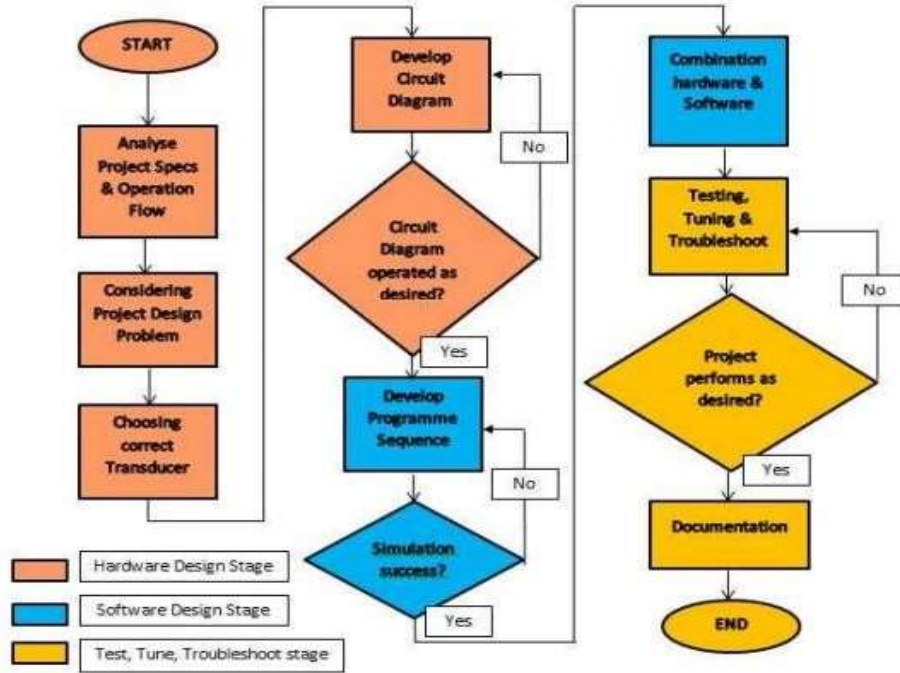 START
Analyse
Project Specs
& Operation
Flow
Considering
Project Design
Problem
Choosing
correct
Transducer
Develop
Circuit
Diagram
No
Circuit
Diagram
operated as
desired?
Yes
Develop
Programme
Sequence
No
Simulation
success?
Yes
Combination
hardware &
Software
Testing,
Tuning &
Troubleshoot
No
Project
performs as
desired?
Yes
Documentation
END
Hardware Design Stage
Software Design Stage
Test, Tune, Troubleshoot stage